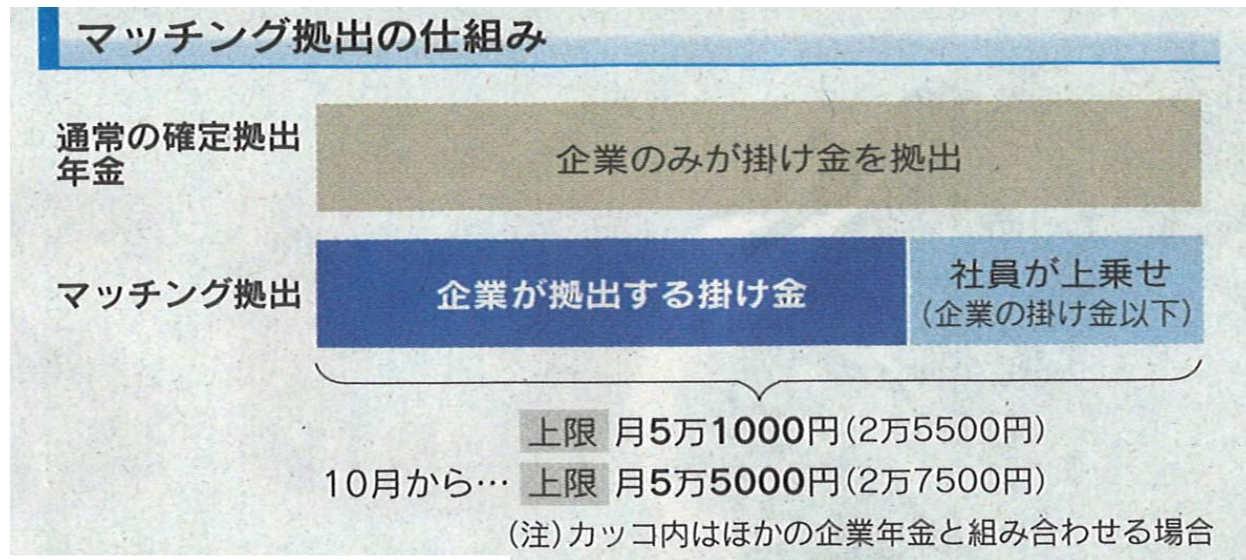 マッチング拠出の仕組み
通常の確定拠出
年金
企業のみが掛け金を拠出
マッチング拠出
企業が拠出する掛け金
社員が上乗せ
(企業の掛け金以下)
上限 月5万1000円(2万5500円)
10月から… 上限 月5万5000円(2万7500円)
(注)カッコ内はほかの企業年金と組み合わせる場合